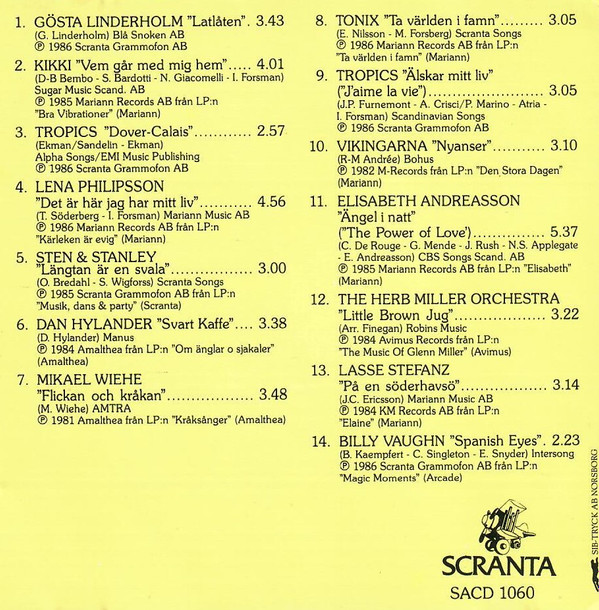 1. GÖSTA LINDERHOLM "Latlåten". 3.43
(G. Linderholm) Blå Snoken AB
℗ 1986 Scranta Grammofon AB
2. KIKKI "Vem går med mig hem"..... 4.01
(D-B Bembo - S. Bardotti - N. Giacomelli - I. Forsman)
Sugar Music Scand. AB
℗ 1985 Mariann Records AB från LP:n
"Bra Vibrationer" (Mariann)
3. TROPICS "Dover-Calais"............ 2.57
(Ekman/Sandelin - Ekman)
Alpha Songs/EMI Music Publishing
℗ 1986 Scranta Grammofon AB
4. LENA PHILIPSSON
"Det är här jag har mitt liv"........... 4.56
(T. Söderberg - I. Forsman) Mariann Music AB
℗ 1986 Mariann Records AB från LP:n
"Kärleken är evig" (Mariann)
5. STEN & STANLEY
"Längtan är en svala"................. 3.00
(O. Bredahl - S. Wigforss) Scranta Songs
℗ 1985 Scranta Grammofon AB från LP:n
"Musik, dans & party" (Scranta)
6. DAN HYLANDER "Svart Kaffe".... 3.38
(D. Hylander) Manus
℗ 1984 Amalthea från LP:n "Om änglar o sjakaler"
(Amalthea)
7. MIKAEL WIEHE
"Flickan och kråkan".................. 3.48
(M. Wiehe) AMTRA
℗ 1981 Amalthea från LP:n "Kråksånger" (Amalthea)
8. TONIX "Ta världen i famn".......... 3.05
(E. Nilsson - M. Forsberg) Scranta Songs
℗ 1986 Mariann Records AB från LP:n
"Ta världen i famn" (Mariann)
9. TROPICS "Älskar mitt liv"
("J'aime la vie")........................ 3.05
(J.P. Furnemont - A. Crisci/P. Marino - Atria -
I. Forsman) Scandinavian Songs
℗ 1986 Scranta Grammofon AB
10. VIKINGARNA "Nyanser"........... 3.10
(R-M Andrée) Bohus
℗ 1982 M-Records från LP:n "Den Stora Dagen"
(Mariann)
11. ELISABETH ANDREASSON
"Ängel i natt"
("The Power of Love').................. 5.37
(C. De Rouge - G. Mende - J. Rush - N.S. Applegate
- E. Andreasson) CBS Songs Scand. AB
℗ 1985 Mariann Records AB från LP:n "Elisabeth"
(Mariann)
12. THE HERB MILLER ORCHESTRA
"Little Brown Jug"..................... 3.22
(Arr. Finegan) Robins Music
℗ 1984 Avimus Records från LP:n
"The Music Of Glenn Miller" (Avimus)
13. LASSE STEFANZ
"På en söderhavsö".................... 3.14
(J.C. Ericsson) Mariann Music AB
℗ 1984 KM Records AB från LP:n
"Elaine" (Mariann)
14. BILLY VAUGHN "Spanish Eyes". 2.23
(B. Kaempfert - C. Singleton - E. Snyder) Intersong
℗ 1986 Scranta Grammofon AB från LP:n
"Magic Moments" (Arcade)
SCRANTA
SACD 1060
SIB-TRYCK AB NORSBORG